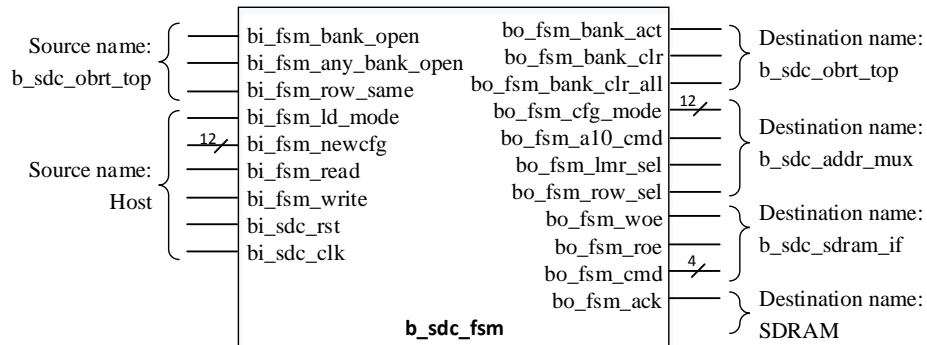 Source name:
b_sdc_obrt_top
Source name:
Host
bi_fsm_bank_open
bi_fsm_any_bank_open
bi_fsm_row_same
bi_fsm_ld_mode
12
bi_fsm_newcfg
bi_fsm_read
bi_fsm_write
bi_sdc_rst
bi_sdc_clk
bo_fsm_bank_act
bo_fsm_bank_clr
bo_fsm_bank_clr_all
bo_fsm_cfg_mode
12
bo_fsm_a10_cmd
bo_fsm_lmr_sel
bo_fsm_row_sel
bo_fsm_woe
bo_fsm_roe
bo_fsm_cmd
4
bo_fsm_ack
b_sdc_fsm
Destination name:
b_sdc_obrt_top
Destination name:
b_sdc_addr_mux
Destination name:
b_sdc_sdram_if
Destination name:
SDRAM